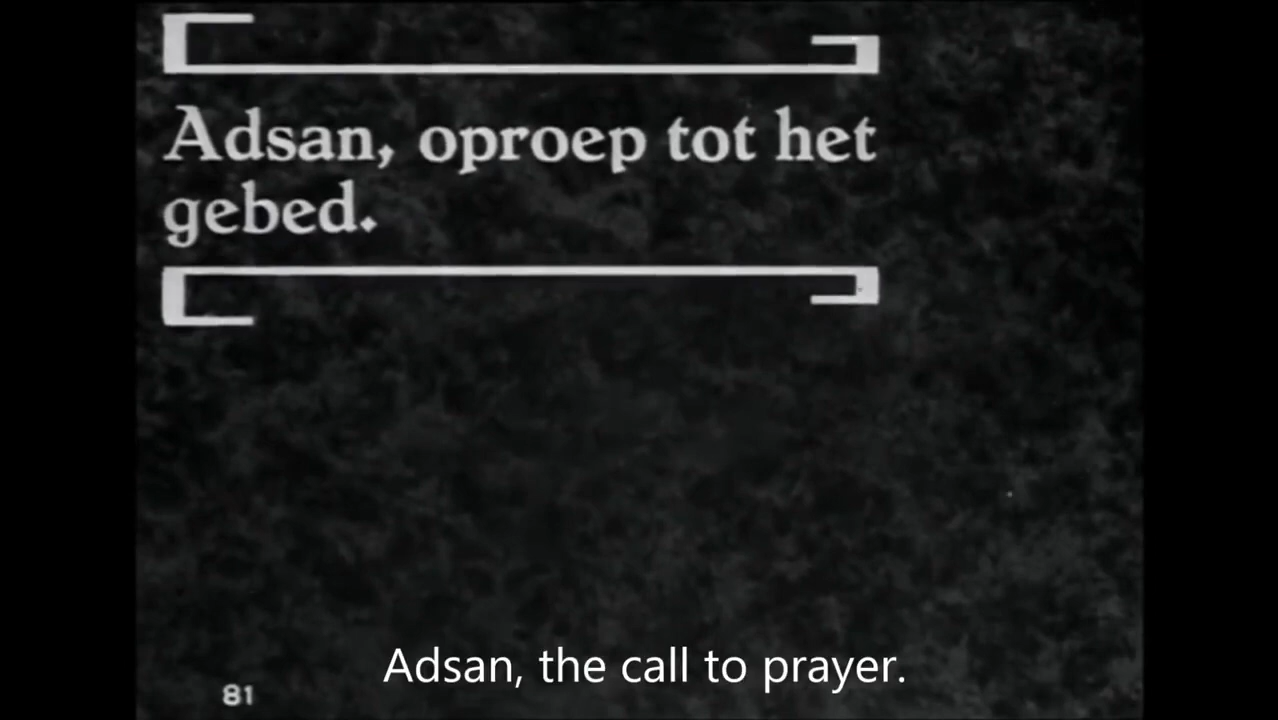 Adsan, oproep tot het
gebed.
Adsan, the call to prayer.
81